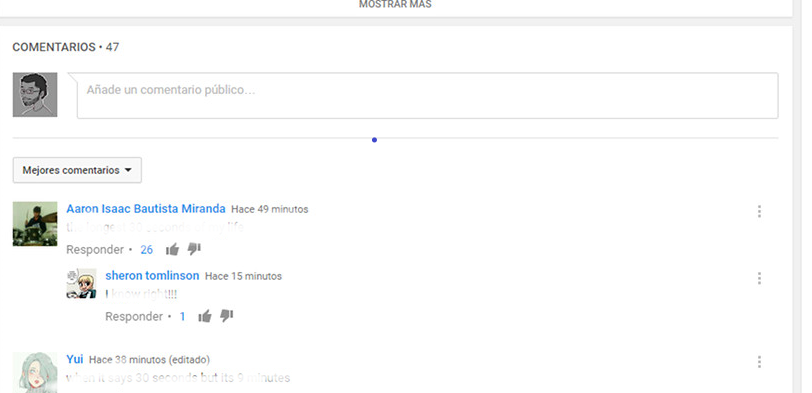 MOSTRAR MÁS
COMENTARIOS • 47
Añade un comentario público...
Mejores comentarios
Aaron Isaac Bautista Miranda Hace 49 minutos
Responder • 26
sheron tomlinson Hace 15 minutos
I know right!!!!
Responder • 1
Yui Hace 38 minutos (editado)
when it says 30 seconds but its 9 minutes